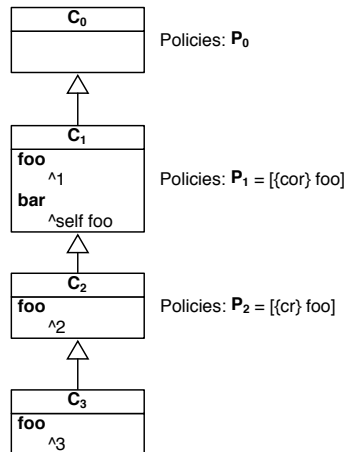 C₀
Policies: P₀
C₁
foo
^1
bar
^self foo
Policies: P₁ = [{cor} foo]
C₂
foo
^2
Policies: P₂ = [{cr} foo]
C₃
foo
^3